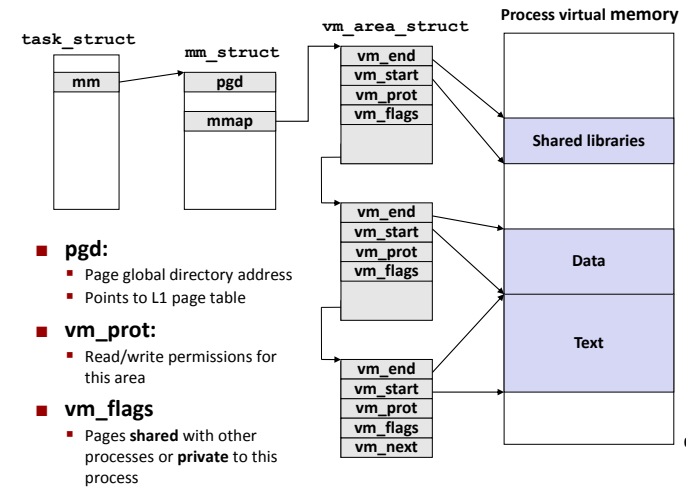 Process virtual memory
vm_area_struct
task_struct
mm_struct
mm
pgd
mmap
vm_end
vm_start
vm_prot
vm_flags
Shared libraries
vm_end
vm_start
vm_prot
vm_flags
Data
Text
vm_end
vm_start
vm_prot
vm_flags
vm_next
pgd:
Page global directory address
Points to L1 page table
vm_prot:
Read/write permissions for
this area
vm_flags
Pages shared with other
processes or private to this
process